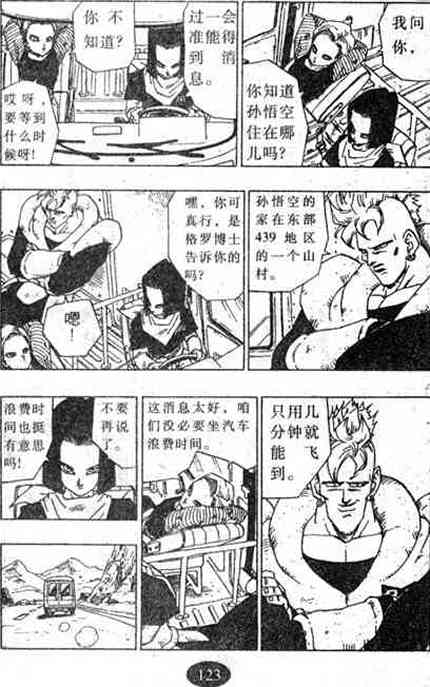 我问
你,
你知道
孙悟空
住在哪
儿吗?
过一会
准能得
到消
息。
你不
知道?
哎呀,
要等到
什么时
候呀!
孙悟空的
家在东部
439地区
的一个山
村。
嘿,你可
真行,是
格罗博士
告诉你的
吗?
嗯!
只用几
分钟就
能飞
到。
这消息太好,咱
们没必要坐汽车
浪费时间。
不要
再说
了。
浪费时
间也挺
有意思
吗!
123